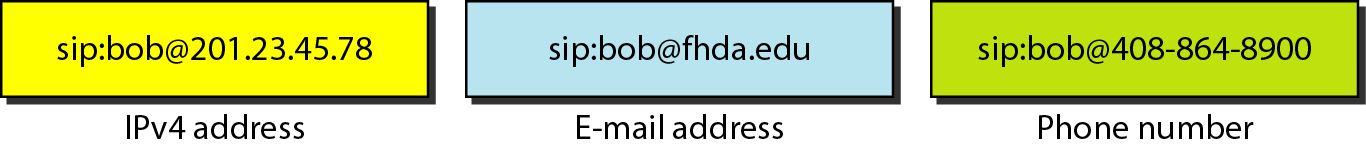 sip:bob@201.23.45.78
sip:bob@fhda.edu
sip:bob@408-864-8900
IPv4 address
E-mail address
Phone number